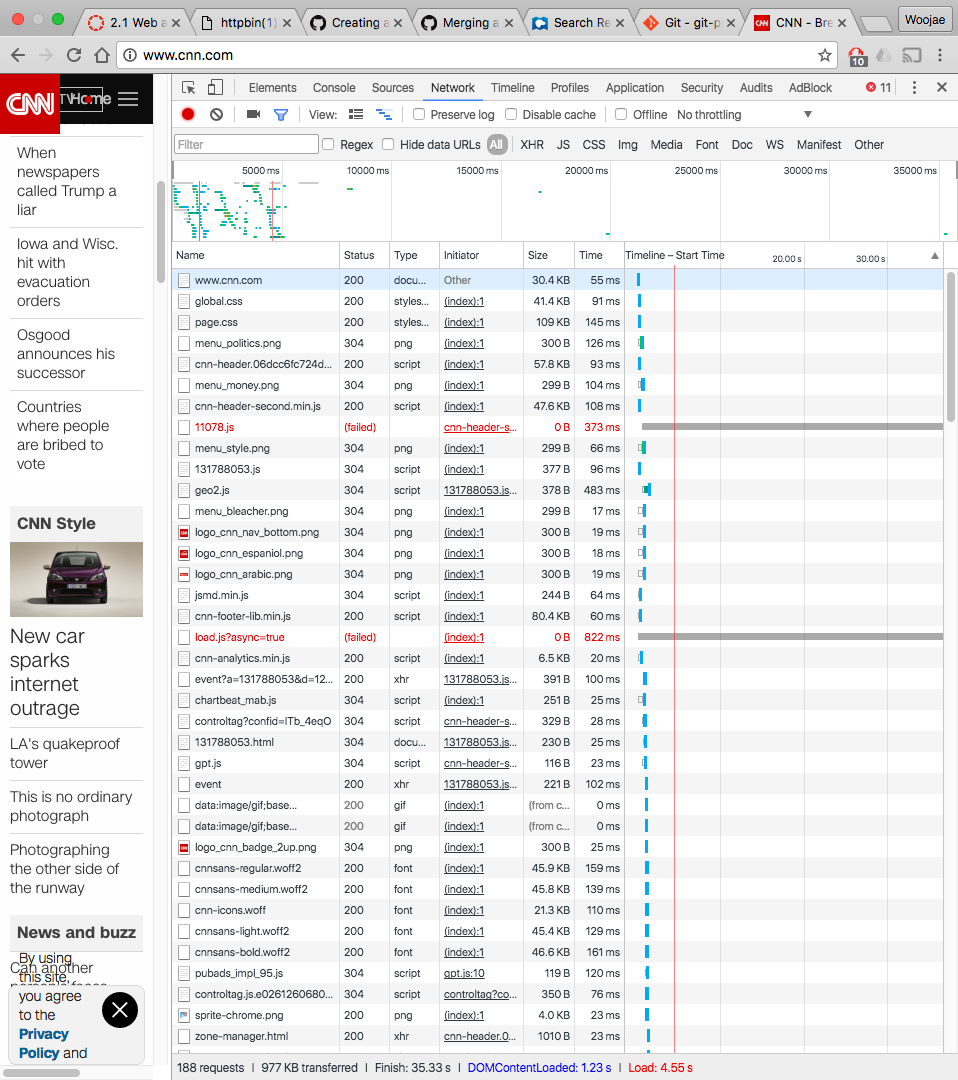 2.1 Web a
httpbin(1)
Creating a
Merging a
Search Re
Git - git-p
CNN - Bre
Woojae
www.cnn.com
10
CNN
TV Home
When
newspapers
called Trump a
liar
Iowa and Wisc.
hit with
evacuation
orders
Osgood
announces his
successor
Countries
where people
are bribed to
vote
CNN Style
New car
sparks
internet
outrage
LA's quakeproof
tower
This is no ordinary
photograph
Photographing
the other side of
the runway
News and buzz
Can another
By using
this site,
you agree
to the
Privacy
Policy and
Elements Console Sources Network Timeline Profiles Application Security Audits AdBlock 11
View: Preserve log Disable cache Offline No throttling
Filter Regex Hide data URLs All XHR JS CSS Img Media Font Doc WS Manifest Other
5000 ms 10000 ms 15000 ms 20000 ms 25000 ms 30000 ms 35000 ms
Name Status Type Initiator Size Time Timeline – Start Time 20.00 s 30.00 s
www.cnn.com 200 docu... Other 30.4 KB 55 ms
global.css 200 styles... (index):1 41.4 KB 91 ms
page.css 200 styles... (index):1 109 KB 145 ms
menu_politics.png 304 png (index):1 300 B 126 ms
cnn-header.06dcc6fc724d... 200 script (index):1 57.8 KB 93 ms
menu_money.png 304 png (index):1 299 B 104 ms
cnn-header-second.min.js 200 script (index):1 47.6 KB 108 ms
11078.js (failed) cnn-header-s... 0 B 373 ms
menu_style.png 304 png (index):1 299 B 66 ms
131788053.js 304 script (index):1 377 B 96 ms
geo2.js 304 script 131788053.js... 378 B 483 ms
menu_bleacher.png 304 png (index):1 299 B 17 ms
logo_cnn_nav_bottom.png 304 png (index):1 300 B 19 ms
logo_cnn_espaniol.png 304 png (index):1 300 B 18 ms
logo_cnn_arabic.png 304 png (index):1 300 B 19 ms
jsmd.min.js 304 script (index):1 244 B 64 ms
cnn-footer-lib.min.js 200 script (index):1 80.4 KB 60 ms
load.js?async=true (failed) (index):1 0 B 822 ms
cnn-analytics.min.js 200 script (index):1 6.5 KB 20 ms
event?a=131788053&d=12... 200 xhr 131788053.js... 391 B 100 ms
chartbeat_mab.js 304 script (index):1 251 B 25 ms
controltag?confid=ITb_4eqO 304 script cnn-header-s... 329 B 28 ms
131788053.html 304 docu... 131788053.js... 230 B 25 ms
gpt.js 304 script cnn-header-s... 116 B 23 ms
event 200 xhr 131788053.js... 221 B 102 ms
data:image/gif;base... 200 gif (index):1 (from c... 0 ms
data:image/gif;base... 200 gif (index):1 (from c... 0 ms
logo_cnn_badge_2up.png 304 png (index):1 300 B 25 ms
cnnsans-regular.woff2 200 font (index):1 45.9 KB 159 ms
cnnsans-medium.woff2 200 font (index):1 45.8 KB 139 ms
cnn-icons.woff 200 font (index):1 21.3 KB 110 ms
cnnsans-light.woff2 200 font (index):1 45.4 KB 129 ms
cnnsans-bold.woff2 200 font (index):1 46.6 KB 161 ms
pubads_impl_95.js 304 script gpt.js:10 119 B 120 ms
controltag.js.e0261260680... 304 script controltag?co... 350 B 76 ms
sprite-chrome.png 200 png (index):1 4.0 KB 23 ms
zone-manager.html 200 xhr cnn-header.0... 1010 B 23 ms
188 requests | 977 KB transferred | Finish: 35.33 s | DOMContentLoaded: 1.23 s | Load: 4.55 s